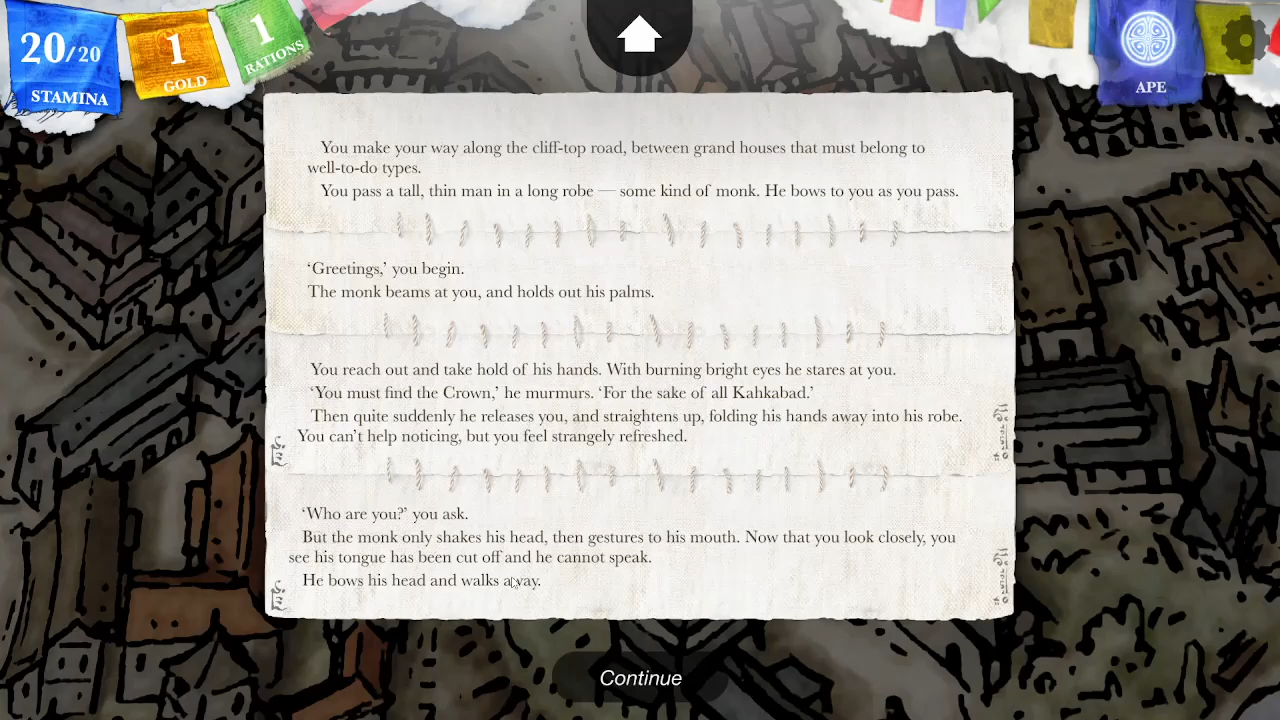 20/20
STAMINA
1
GOLD
1
RATIONS
APE
You make your way along the cliff-top road, between grand houses that must belong to
well-to-do types.
You pass a tall, thin man in a long robe — some kind of monk. He bows to you as you pass.
‘Greetings,’ you begin.
The monk beams at you, and holds out his palms.
You reach out and take hold of his hands. With burning bright eyes he stares at you.
‘You must find the Crown,’ he murmurs. ‘For the sake of all Kahkabad.’
Then quite suddenly he releases you, and straightens up, folding his hands away into his robe.
You can’t help noticing, but you feel strangely refreshed.
‘Who are you?’ you ask.
But the monk only shakes his head, then gestures to his mouth. Now that you look closely, you
see his tongue has been cut off and he cannot speak.
He bows his head and walks away.
Continue